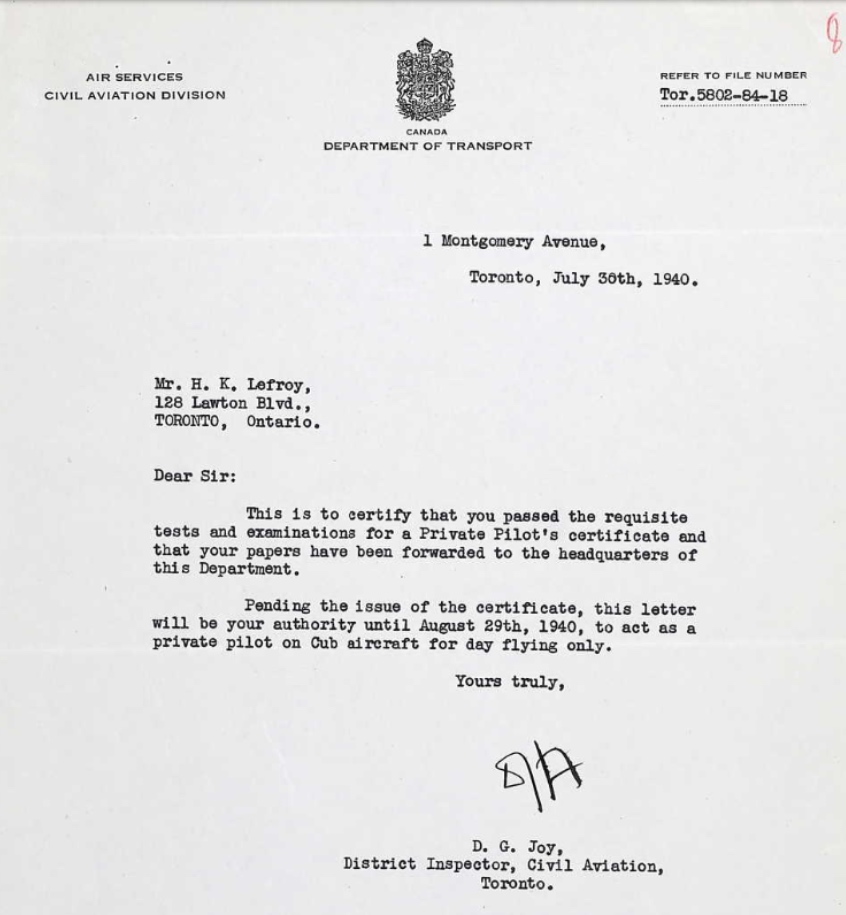 8
AIR SERVICES
CIVIL AVIATION DIVISION
CANADA
DEPARTMENT OF TRANSPORT
REFER TO FILE NUMBER
Tor.5802-84-18
1 Montgomery Avenue,
Toronto, July 30th, 1940.
Mr. H. K. Lefroy,
128 Lawton Blvd.,
TORONTO, Ontario.
Dear Sir:
This is to certify that you passed the requisite
tests and examinations for a Private Pilot's certificate and
that your papers have been forwarded to the headquarters of
this Department.
Pending the issue of the certificate, this letter
will be your authority until August 29th, 1940, to act as a
private pilot on Cub aircraft for day flying only.
Yours truly,
D. G. Joy,
District Inspector, Civil Aviation,
Toronto.